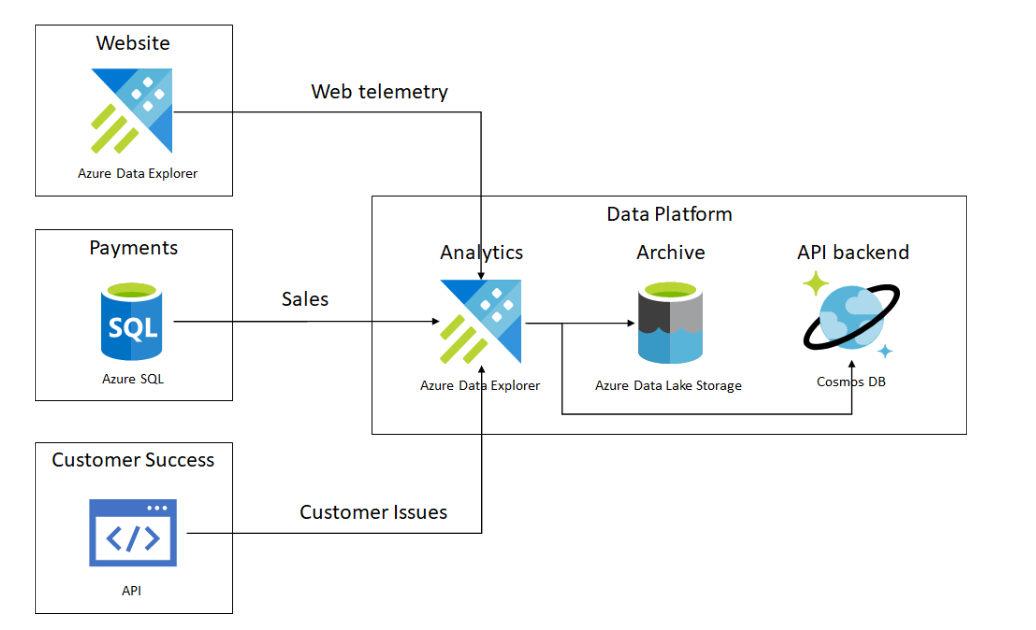 Website
Azure Data Explorer
Web telemetry
Payments
SQL
Azure SQL
Sales
Customer Success
</>
API
Customer Issues
Data Platform
Analytics
Azure Data Explorer
Archive
Azure Data Lake Storage
API backend
Cosmos DB